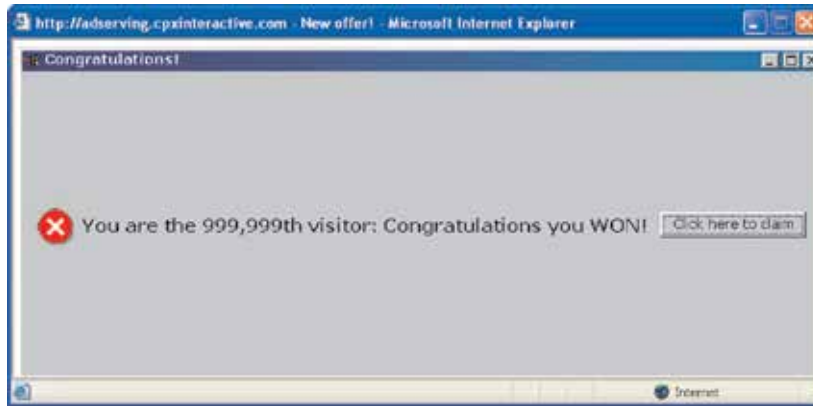 http://adserving.cpxinteractive.com - New offer! - Microsoft Internet Explorer
Congratulations!
You are the 999,999th visitor: Congratulations you WON! Click here to claim
Internet